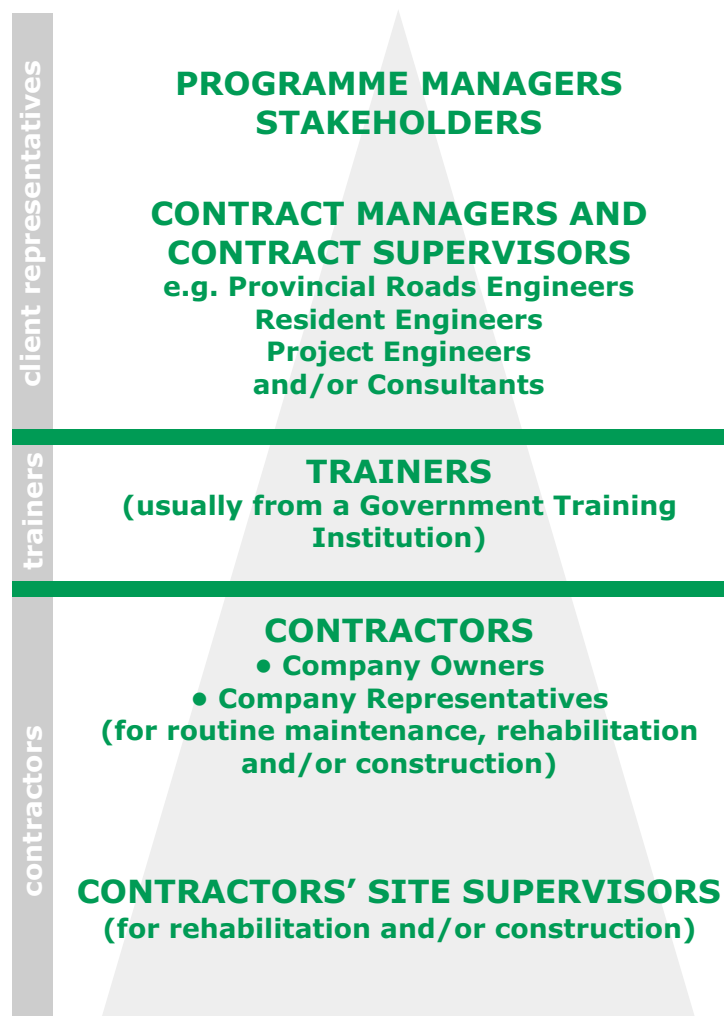 client representatives
PROGRAMME MANAGERS
STAKEHOLDERS
CONTRACT MANAGERS AND
CONTRACT SUPERVISORS
e.g. Provincial Roads Engineers
Resident Engineers
Project Engineers
and/or Consultants
trainers
TRAINERS
(usually from a Government Training
Institution)
contractors
CONTRACTORS
• Company Owners
• Company Representatives
(for routine maintenance, rehabilitation
and/or construction)
CONTRACTORS’ SITE SUPERVISORS
(for rehabilitation and/or construction)